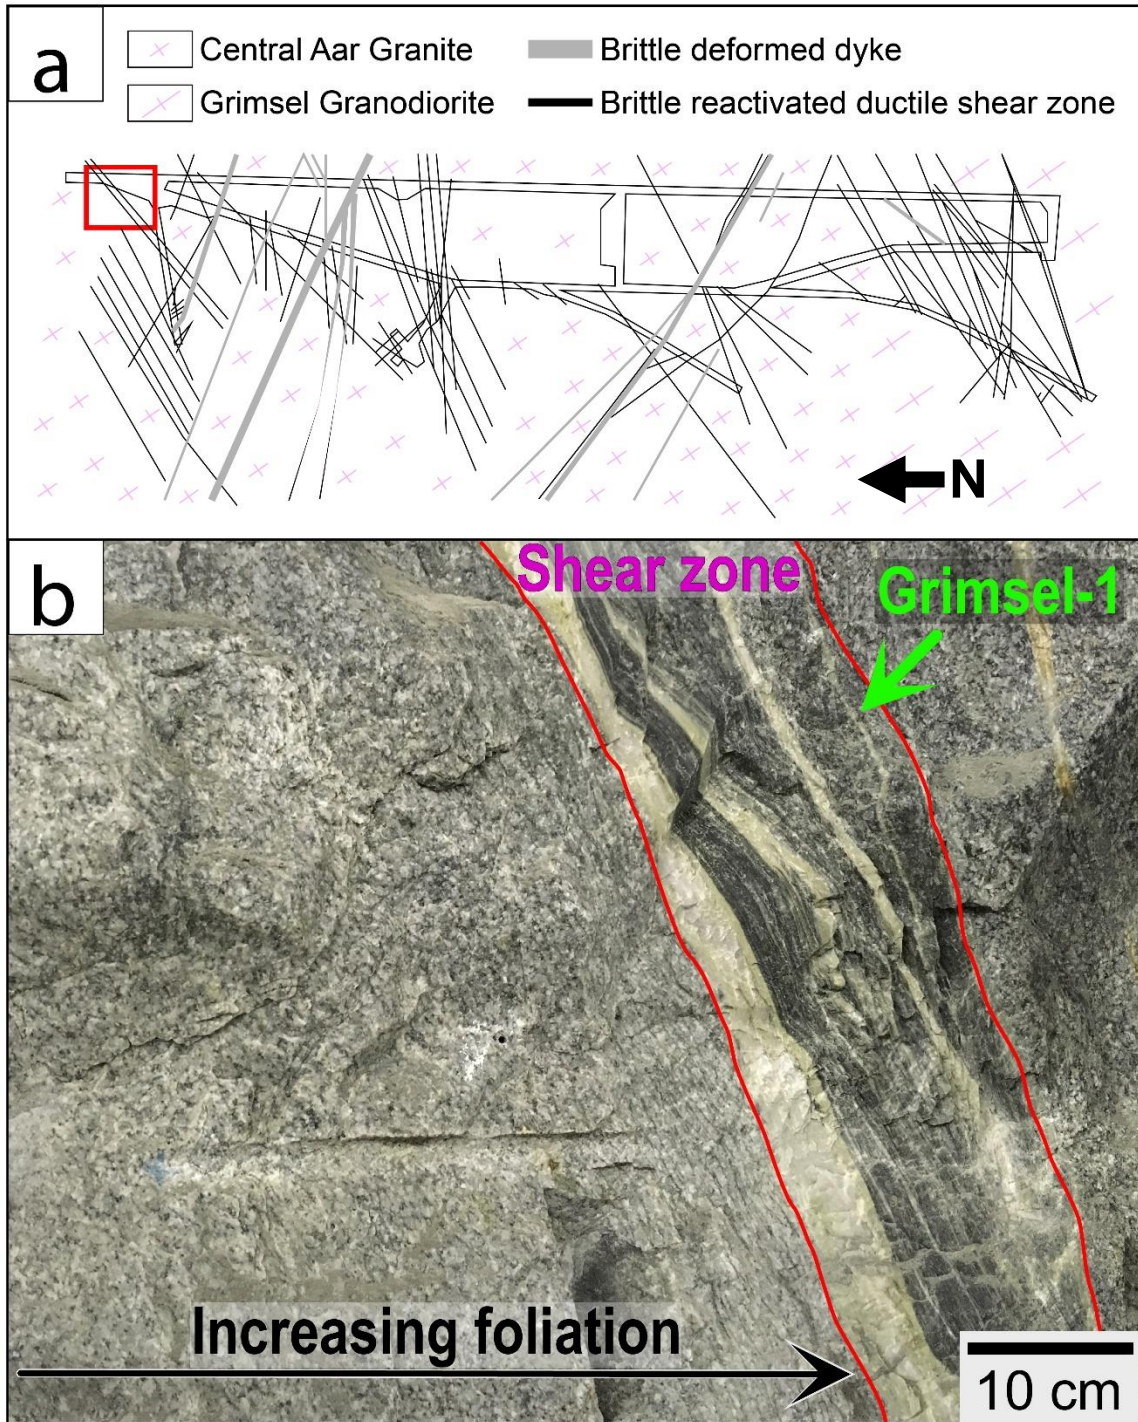 a
Central Aar Granite
Grimsel Granodiorite
Brittle deformed dyke
Brittle reactivated ductile shear zone
N
b
Shear zone
Grimsel-1
Increasing foliation
10 cm